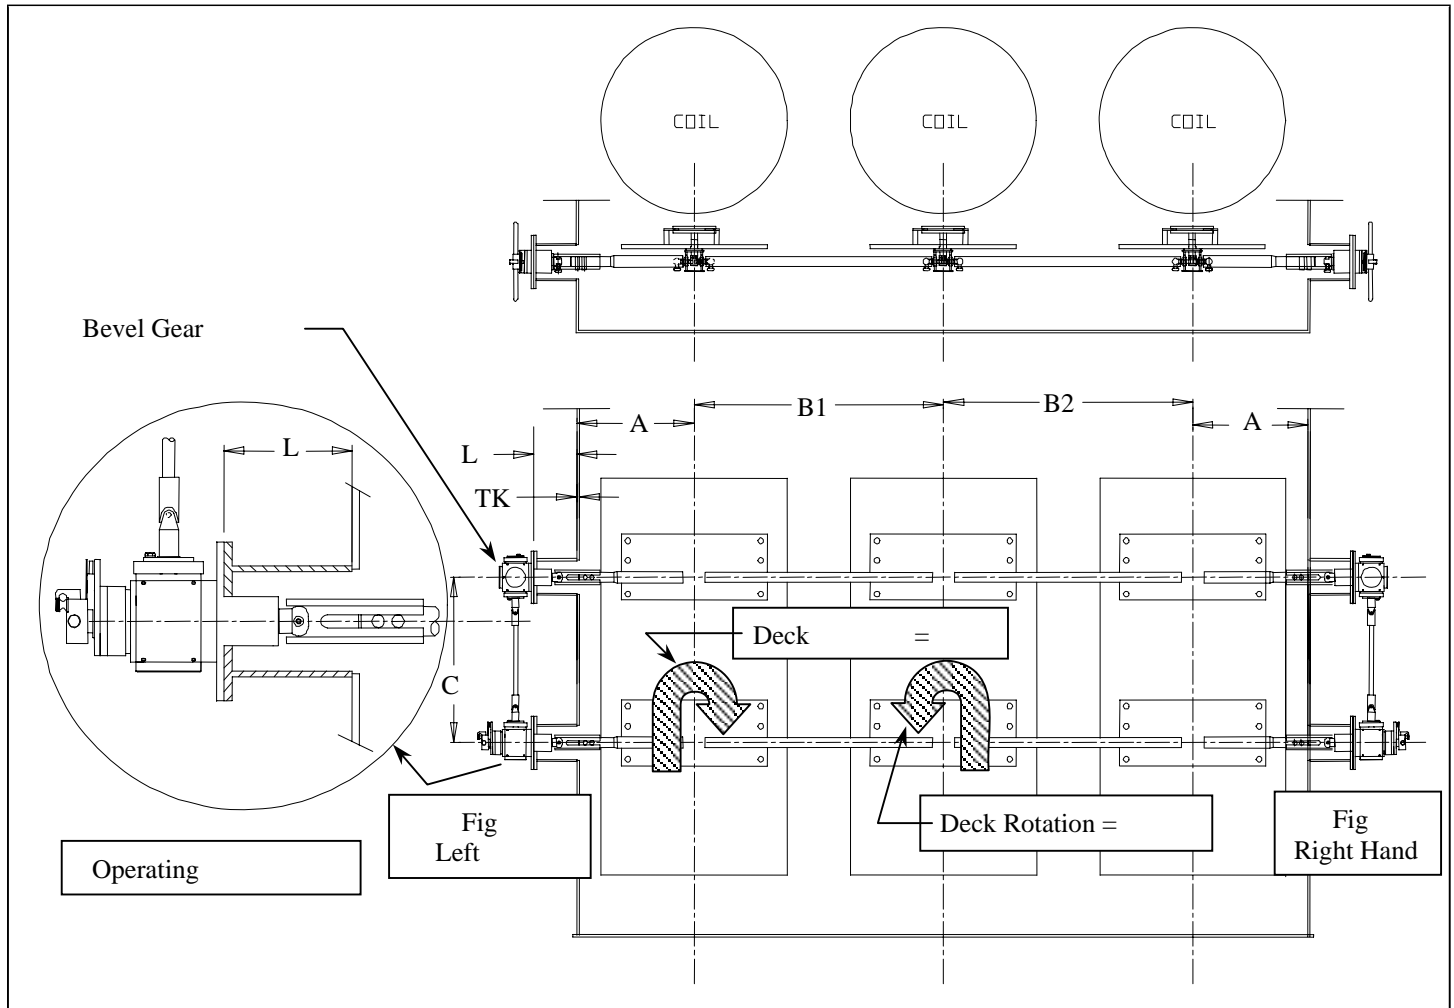 COIL COIL COIL
Bevel Gear
A B1 B2 A
L
L
TK
C
Deck =
Deck Rotation =
Fig
Left
Fig
Right Hand
Operating